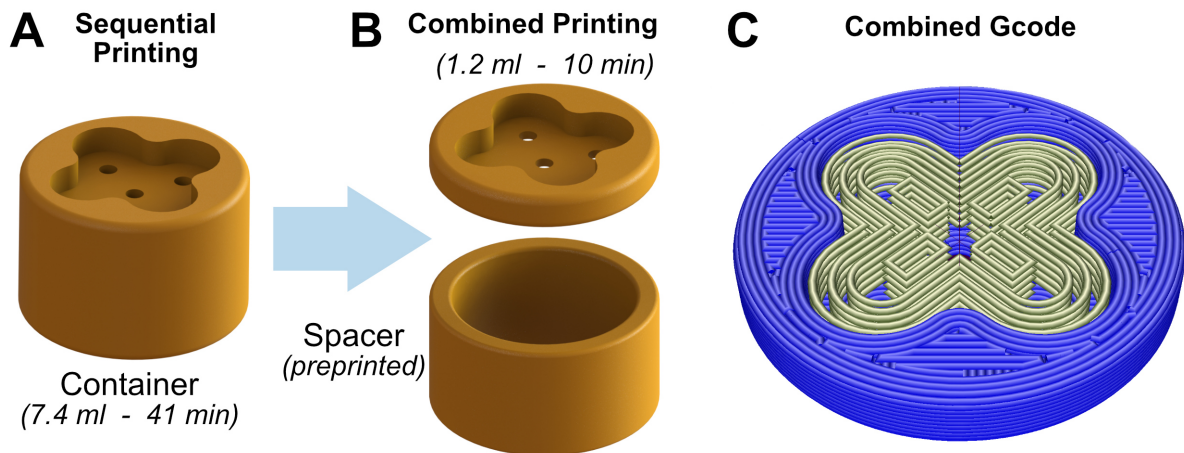 A
Sequential
Printing
Container
(7.4 ml - 41 min)
B
Combined Printing
(1.2 ml - 10 min)
Spacer
(preprinted)
C
Combined Gcode